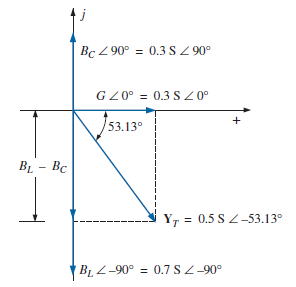 j
B_C ∠ 90° = 0.3 S ∠ 90°
G ∠ 0° = 0.3 S ∠ 0°
+
53.13°
B_L – B_C
Y_T = 0.5 S ∠ –53.13°
B_L ∠ –90° = 0.7 S ∠ –90°